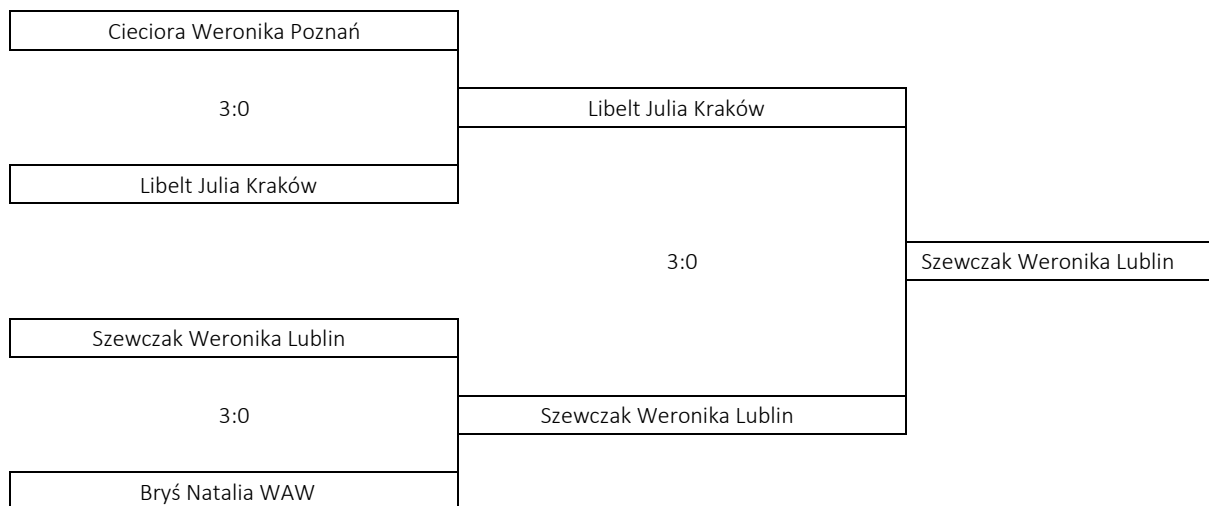 Cieciora Weronika Poznań
3:0
Libelt Julia Kraków
Libelt Julia Kraków
3:0
Szewczak Weronika Lublin
Szewczak Weronika Lublin
3:0
Szewczak Weronika Lublin
Bryś Natalia WAW